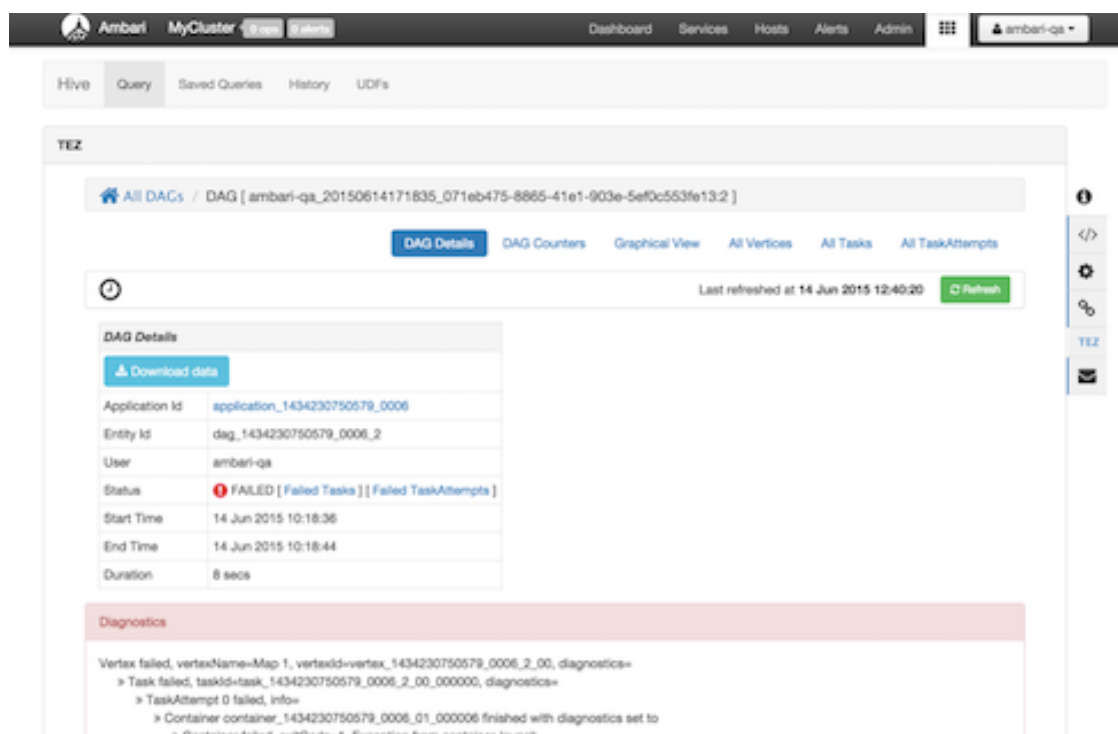 Ambari MyCluster 0 ops 0 alerts Dashboard Services Hosts Alerts Admin ambari-qa
Hive Query Saved Queries History UDFs
TEZ
All DAGs / DAG [ ambari-qa_20150614171835_071eb475-8865-41e1-903e-5ef0c553fe13:2 ]
DAG Details DAG Counters Graphical View All Vertices All Tasks All TaskAttempts
Last refreshed at 14 Jun 2015 12:40:20 Refresh
DAG Details
TEZ
Download data
Application Id application_1434230750579_0006
Entity Id dag_1434230750579_0006_2
User ambari-qa
Status FAILED [ Failed Tasks ] [ Failed TaskAttempts ]
Start Time 14 Jun 2015 10:18:36
End Time 14 Jun 2015 10:18:44
Duration 8 secs
Diagnostics
Vertex failed, vertexName=Map 1, vertexId=vertex_1434230750579_0006_2_00, diagnostics=
» Task failed, taskId=task_1434230750579_0006_2_00_000000, diagnostics=
» TaskAttempt 0 failed, info=
» Container container_1434230750579_0006_01_000006 finished with diagnostics set to